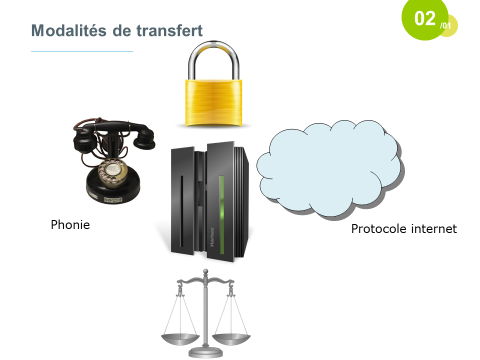 Modalités de transfert
02 /01
Phonie
Protocole internet